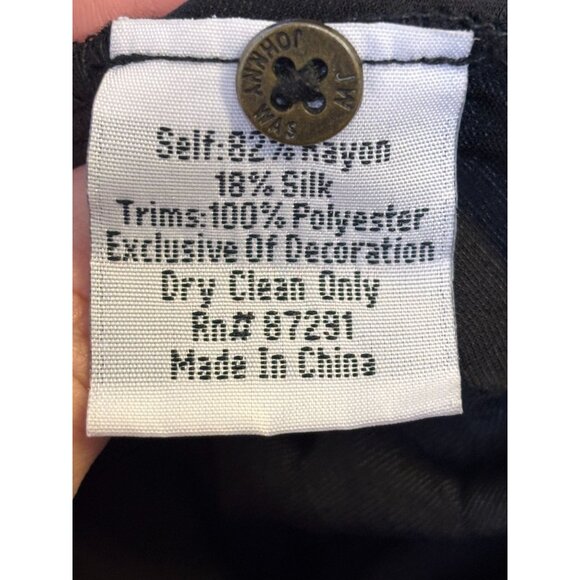 JOHNNY WAS JW
Self:82% Rayon
18% Silk
Trims:100% Polyester
Exclusive Of Decoration
Dry Clean Only
Rn# 87291
Made In China